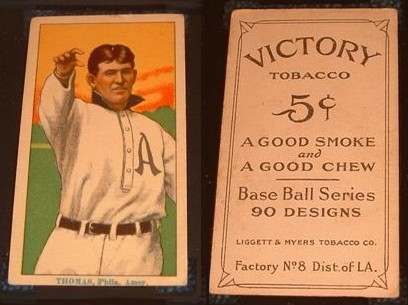 A
THOMAS, Phila. Amer.
VICTORY
TOBACCO
5¢
A GOOD SMOKE
and
A GOOD CHEW
Base Ball Series
90 DESIGNS
LIGGETT & MYERS TOBACCO CO.
Factory Nº 8 Dist. of LA.